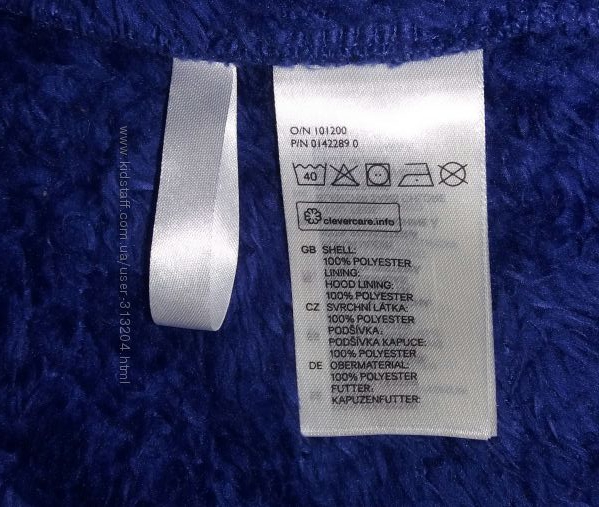 O/N 101200
P/N 0142289 0
40
clevercare.info
GB SHELL:
100% POLYESTER
LINING:
HOOD LINING:
100% POLYESTER
CZ SVRCHNÍ LÁTKA:
100% POLYESTER
PODŠÍVKA:
PODŠÍVKA KAPUCE:
100% POLYESTER
DE OBERMATERIAL:
100% POLYESTER
FUTTER:
KAPUZENFUTTER:
www.kidstaff.com.ua/user-313204.html